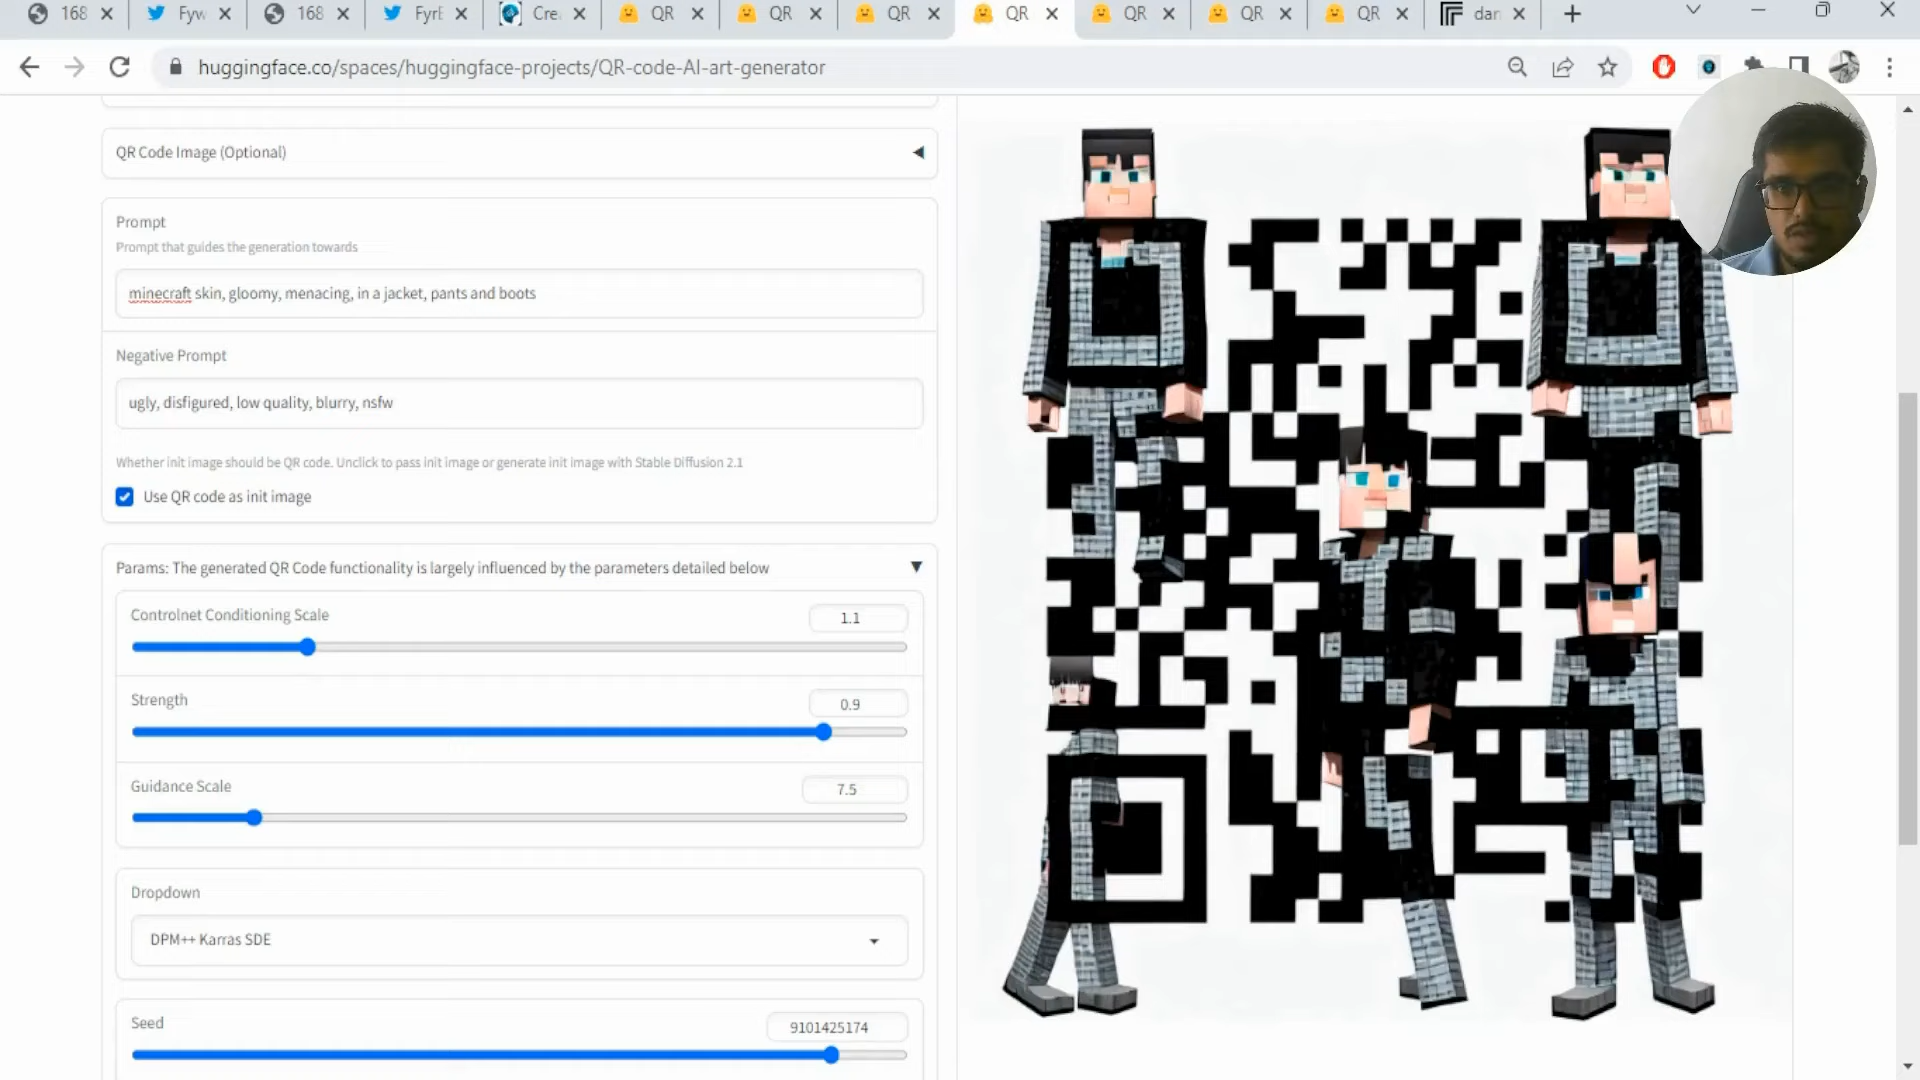 168
Fyw
168
FyrE
Cre
QR
QR
QR
QR
QR
QR
QR
dar
huggingface.co/spaces/huggingface-projects/QR-code-AI-art-generator
QR Code Image (Optional)
Prompt
Prompt that guides the generation towards
minecraft skin, gloomy, menacing, in a jacket, pants and boots
Negative Prompt
ugly, disfigured, low quality, blurry, nsfw
Whether init image should be QR code. Unclick to pass init image or generate init image with Stable Diffusion 2.1
Use QR code as init image
Params: The generated QR Code functionality is largely influenced by the parameters detailed below
Controlnet Conditioning Scale
1.1
Strength
0.9
Guidance Scale
7.5
Dropdown
DPM++ Karras SDE
Seed
9101425174